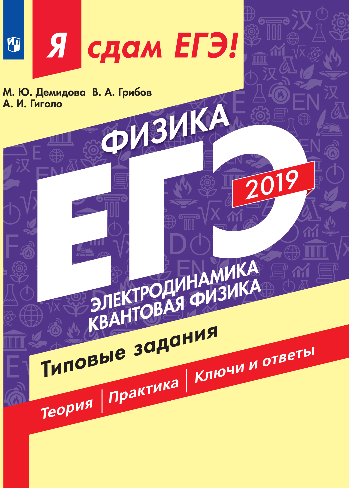 Я сдам ЕГЭ!
М. Ю. Демидова В. А. Грибов
А. И. Гиголо
ФИЗИКА
ЕГЭ
2019
ЭЛЕКТРОДИНАМИКА
КВАНТОВАЯ ФИЗИКА
Типовые задания
Теория | Практика | Ключи и ответы